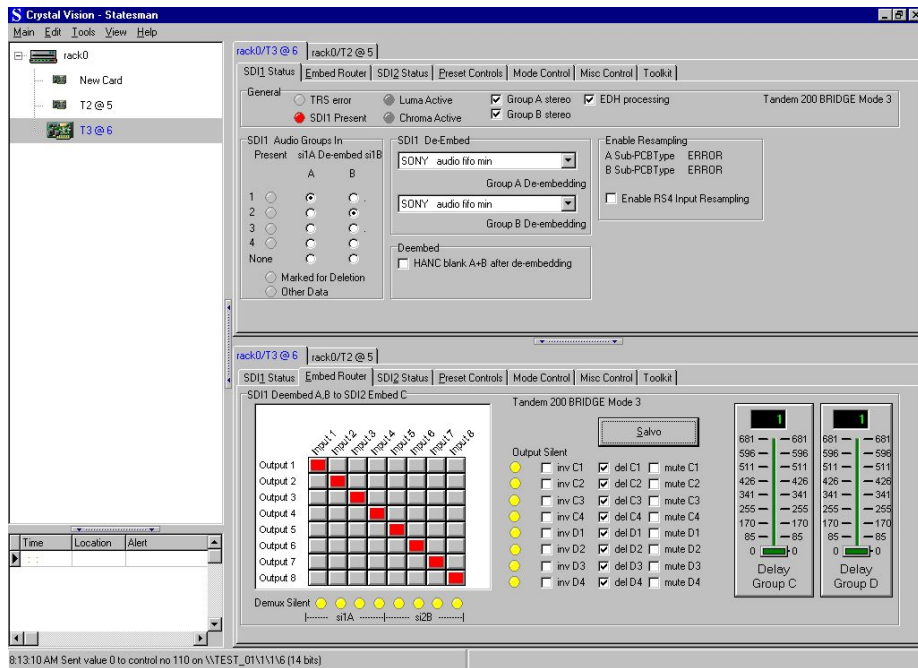 Crystal Vision - Statesman
Main Edit Tools View Help
rack0
New Card
T2 @ 5
T3 @ 6
rack0/T3 @ 6 rack0/T2 @ 5
SDI1 Status Embed Router SDI2 Status Preset Controls Mode Control Misc Control Toolkit
General
TRS error Luma Active Group A stereo EDH processing Tandem 200 BRIDGE Mode 3
SDI1 Present Chroma Active Group B stereo
SDI1 Audio Groups In SDI1 De-Embed Enable Resampling
Present si1A De-embed si1B SONY audio fifo min A Sub-PCBType ERROR
A B Group A De-embedding B Sub-PCBType ERROR
1 SONY audio fifo min Enable RS4 Input Resampling
2 Group B De-embedding
3
4 Deembed
None HANC blank A+B after de-embedding
Marked for Deletion
Other Data
rack0/T3 @ 6 rack0/T2 @ 5
SDI1 Status Embed Router SDI2 Status Preset Controls Mode Control Misc Control Toolkit
SDI1 Deembed A,B to SDI2 Embed C Tandem 200 BRIDGE Mode 3
Input 1 Input 2 Input 3 Input 4 Input 5 Input 6 Input 7 Input 8
Salvo
Output Silent
Output 1
Output 2
Output 3
Output 4
Output 5
Output 6
Output 7
Output 8
inv C1 del C1 mute C1
inv C2 del C2 mute C2
inv C3 del C3 mute C3
inv C4 del C4 mute C4
inv D1 del D1 mute D1
inv D2 del D2 mute D2
inv D3 del D3 mute D3
inv D4 del D4 mute D4
Demux Silent
|------- si1A -------|------- si2B -------|
1 1
681 681 681 681
596 596 596 596
511 511 511 511
426 426 426 426
341 341 341 341
255 255 255 255
170 170 170 170
85 85 85 85
0 0 0 0
Delay Group C
Delay Group D
Time Location Alert
: :
8:13:10 AM Sent value 0 to control no 110 on \\TEST_01\1\1\6 (14 bits)